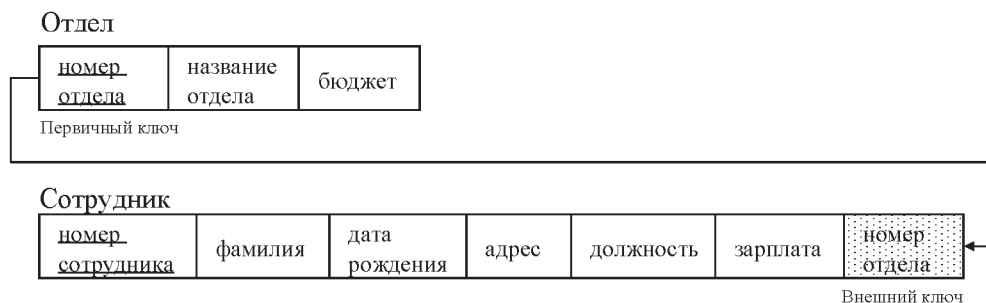 Отдел
номер название бюджет
отдела отдела
Первичный ключ
Сотрудник
номер фамилия дата адрес должность зарплата номер
сотрудника рождения отдела
Внешний ключ